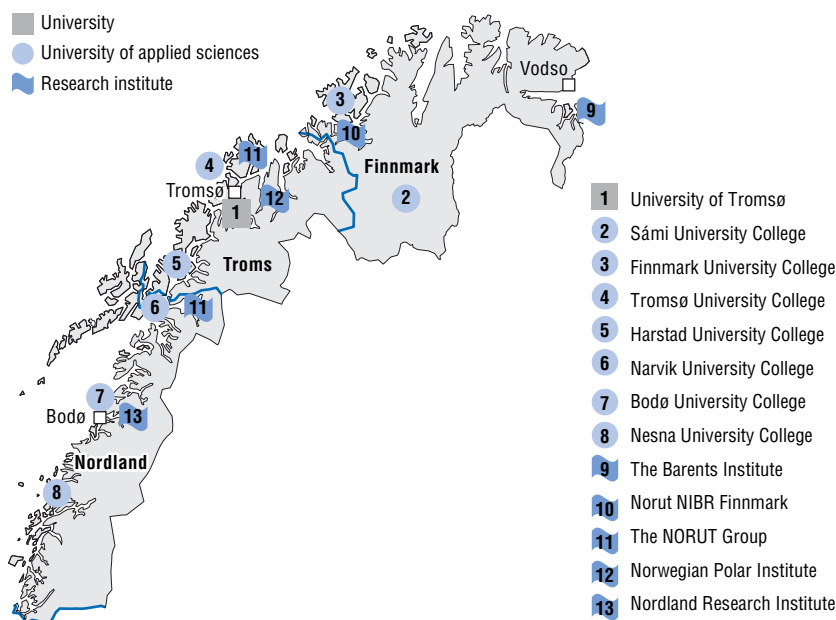 University
University of applied sciences
Research institute
Vodso
3
9
10
11
4
Finnmark
Tromsø
12
2
1
5
Troms
6
11
7
Bodø
13
Nordland
8
1 University of Tromsø
2 Sámi University College
3 Finnmark University College
4 Tromsø University College
5 Harstad University College
6 Narvik University College
7 Bodø University College
8 Nesna University College
9 The Barents Institute
10 Norut NIBR Finnmark
11 The NORUT Group
12 Norwegian Polar Institute
13 Nordland Research Institute